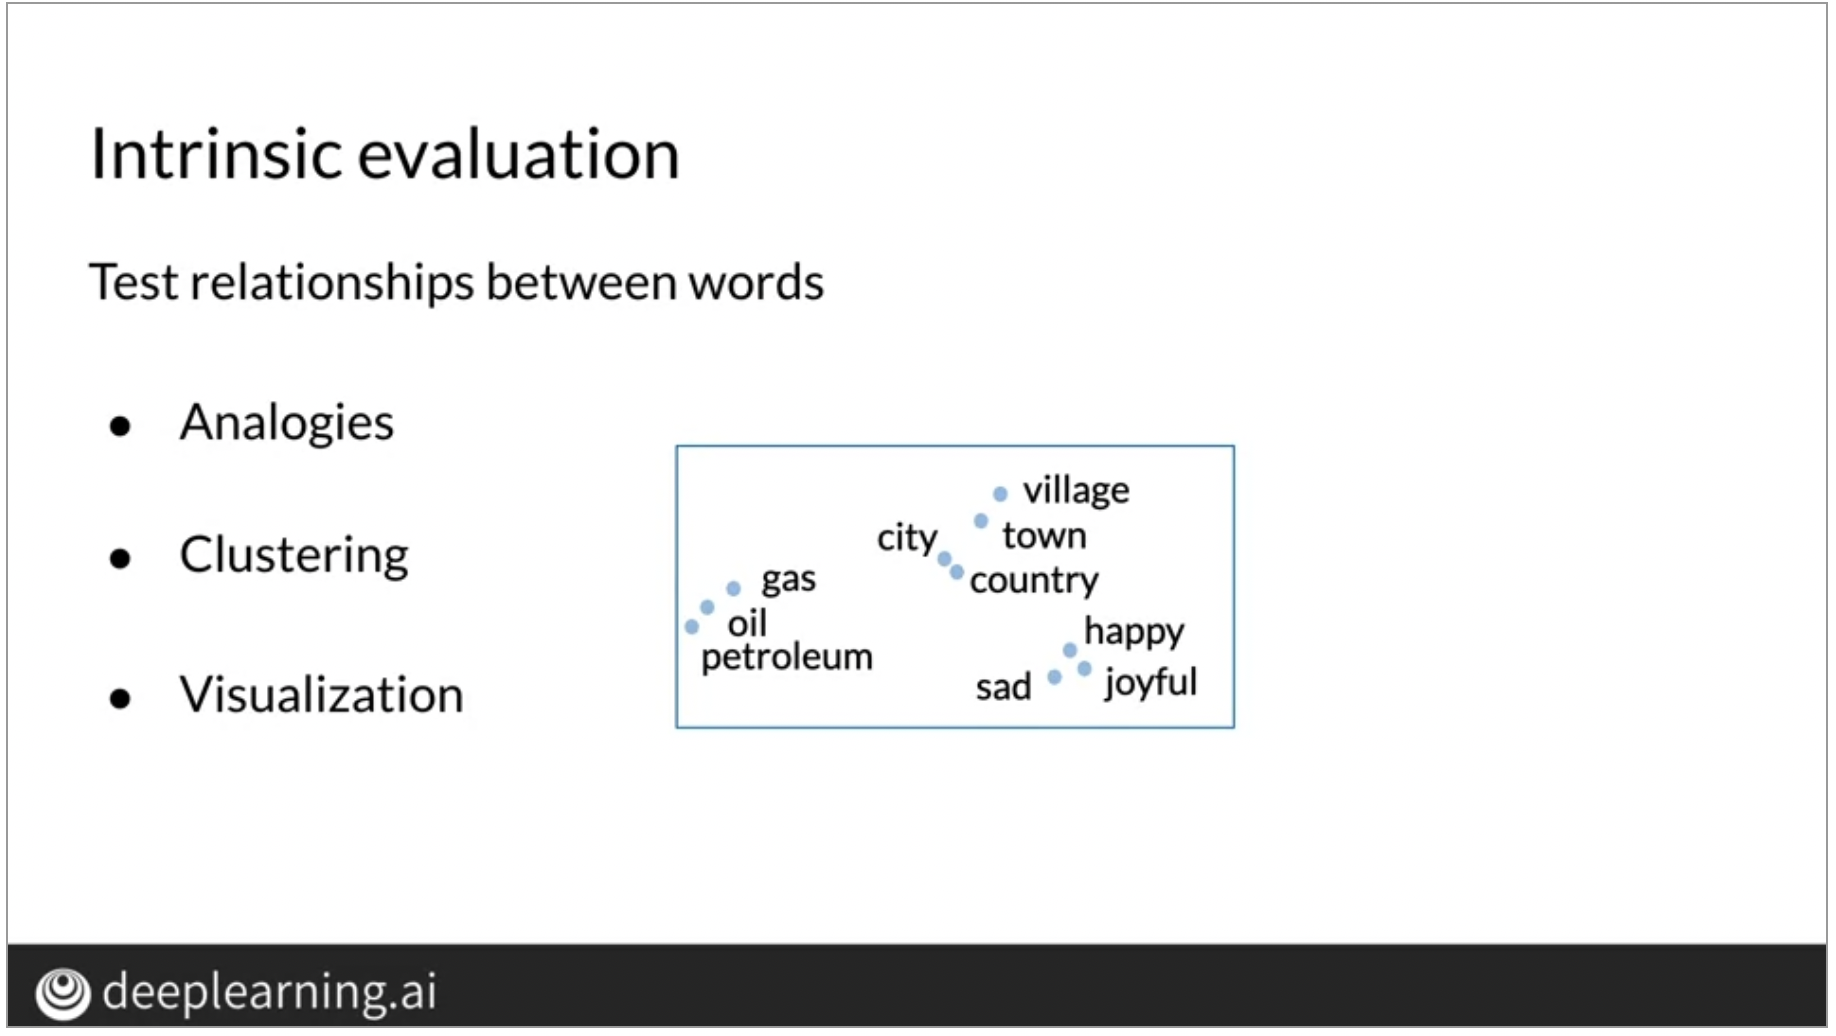 Intrinsic evaluation
Test relationships between words
● Analogies
● Clustering
● Visualization
village
city
town
country
gas
oil
petroleum
happy
sad
joyful
deeplearning.ai